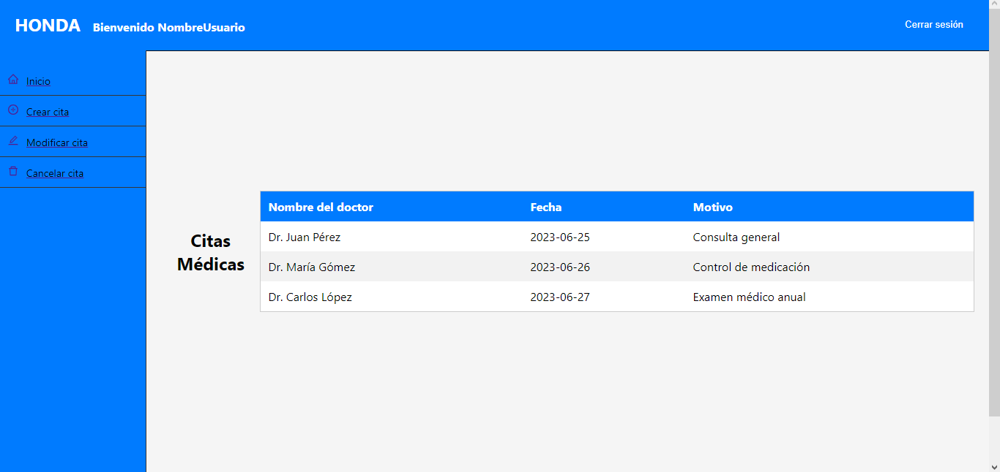 HONDA Bienvenido NombreUsuario Cerrar sesión
Inicio
Crear cita
Modificar cita
Cancelar cita
Citas
Médicas
Nombre del doctor Fecha Motivo
Dr. Juan Pérez 2023-06-25 Consulta general
Dr. María Gómez 2023-06-26 Control de medicación
Dr. Carlos López 2023-06-27 Examen médico anual